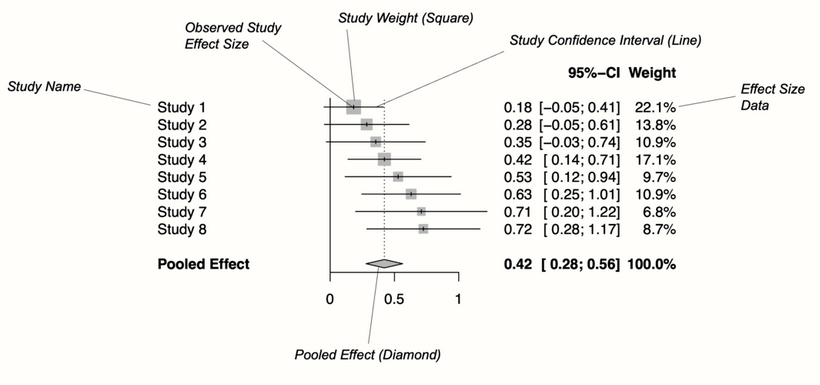 Study Weight (Square)
Observed Study
Effect Size
Study Confidence Interval (Line)
95%−CI Weight
Study Name
Effect Size
Data
Study 1 0.18 [−0.05; 0.41] 22.1%
Study 2 0.28 [−0.05; 0.61] 13.8%
Study 3 0.35 [−0.03; 0.74] 10.9%
Study 4 0.42 [ 0.14; 0.71] 17.1%
Study 5 0.53 [ 0.12; 0.94] 9.7%
Study 6 0.63 [ 0.25; 1.01] 10.9%
Study 7 0.71 [ 0.20; 1.22] 6.8%
Study 8 0.72 [ 0.28; 1.17] 8.7%
Pooled Effect 0.42 [ 0.28; 0.56] 100.0%
0 0.5 1
Pooled Effect (Diamond)